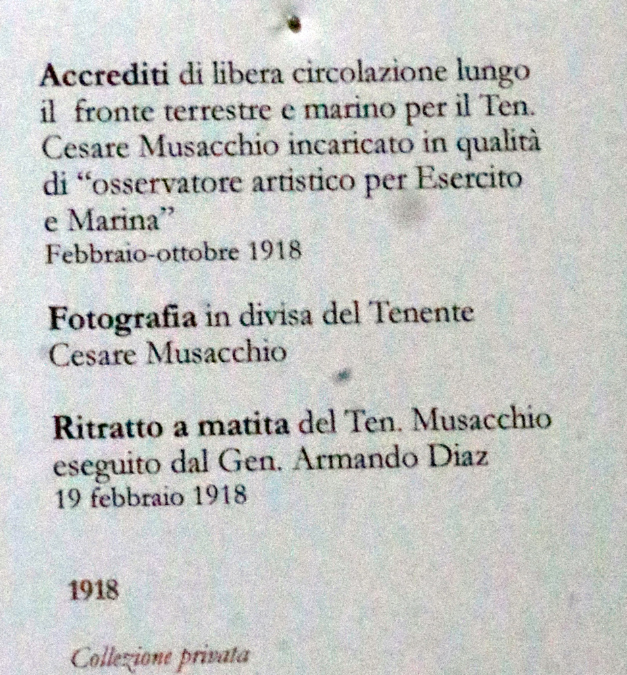 Accrediti di libera circolazione lungo
il fronte terrestre e marino per il Ten.
Cesare Musacchio incaricato in qualità
di “osservatore artistico per Esercito
e Marina”
Febbraio-ottobre 1918
Fotografia in divisa del Tenente
Cesare Musacchio
Ritratto a matita del Ten. Musacchio
eseguito dal Gen. Armando Diaz
19 febbraio 1918
1918
Collezione privata